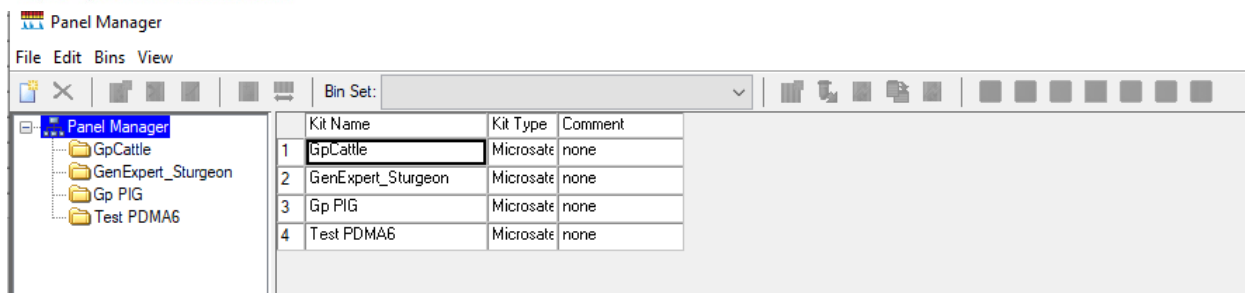 Panel Manager
File Edit Bins View
Bin Set:
Panel Manager
GpCattle
GenExpert_Sturgeon
Gp PIG
Test PDMA6
Kit Name Kit Type Comment
1 GpCattle Microsate none
2 GenExpert_Sturgeon Microsate none
3 Gp PIG Microsate none
4 Test PDMA6 Microsate none